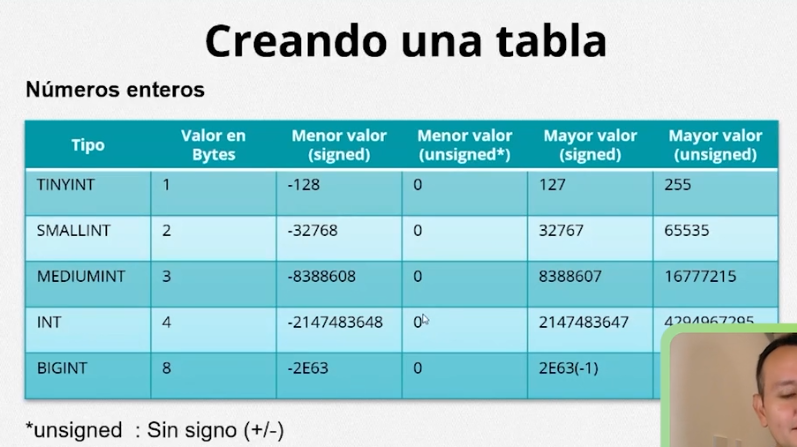 Creando una tabla
Números enteros
Tipo Valor en Bytes Menor valor (signed) Menor valor (unsigned*) Mayor valor (signed) Mayor valor (unsigned)
TINYINT 1 -128 0 127 255
SMALLINT 2 -32768 0 32767 65535
MEDIUMINT 3 -8388608 0 8388607 16777215
INT 4 -2147483648 0 2147483647 4294967295
BIGINT 8 -2E63 0 2E63(-1)
*unsigned : Sin signo (+/-)